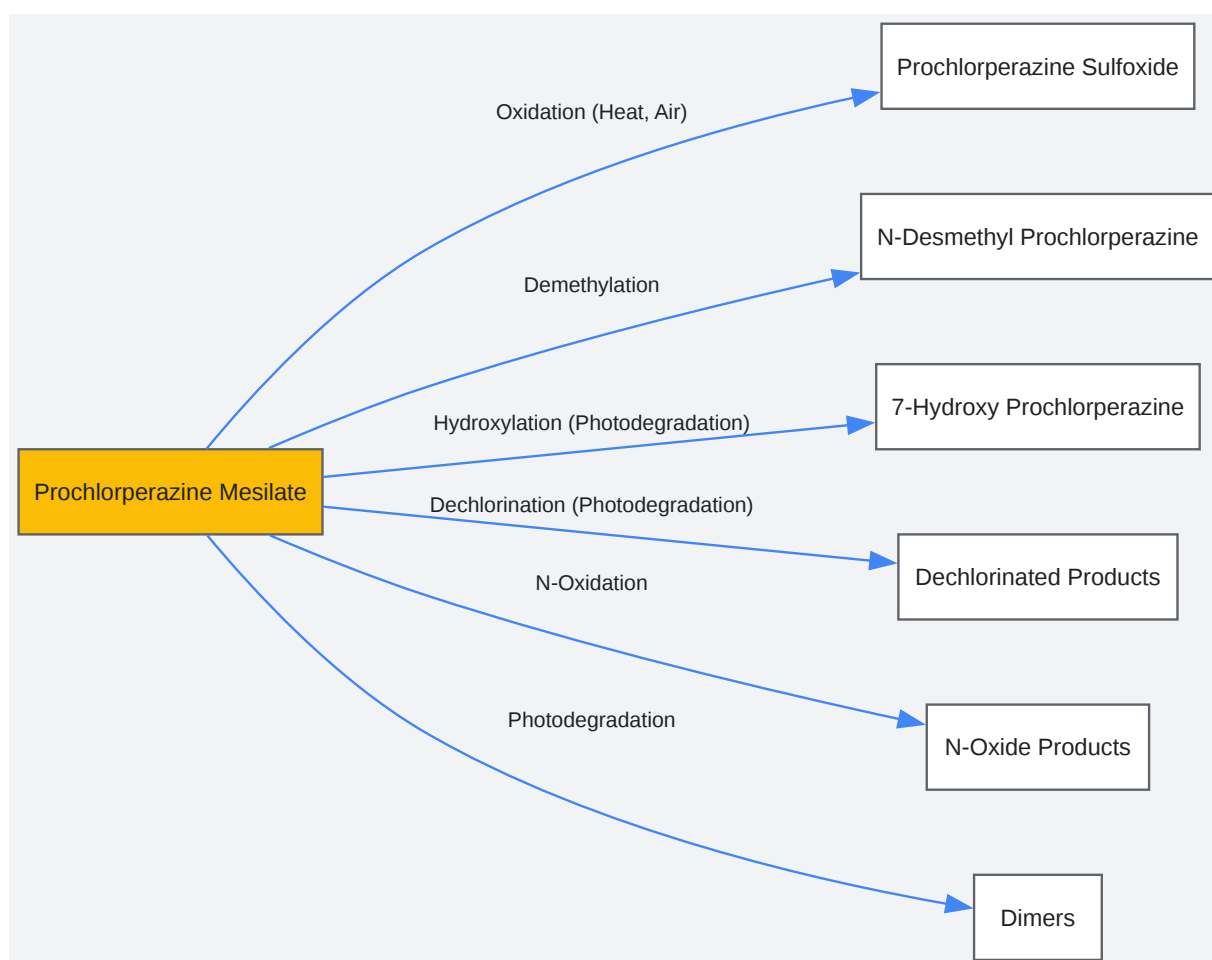 Prochlorperazine Sulfoxide
Oxidation (Heat, Air)
N-Desmethyl Prochlorperazine
Demethylation
7-Hydroxy Prochlorperazine
Hydroxylation (Photodegradation)
Prochlorperazine Mesilate
Dechlorination (Photodegradation)
Dechlorinated Products
N-Oxidation
Photodegradation
N-Oxide Products
Dimers